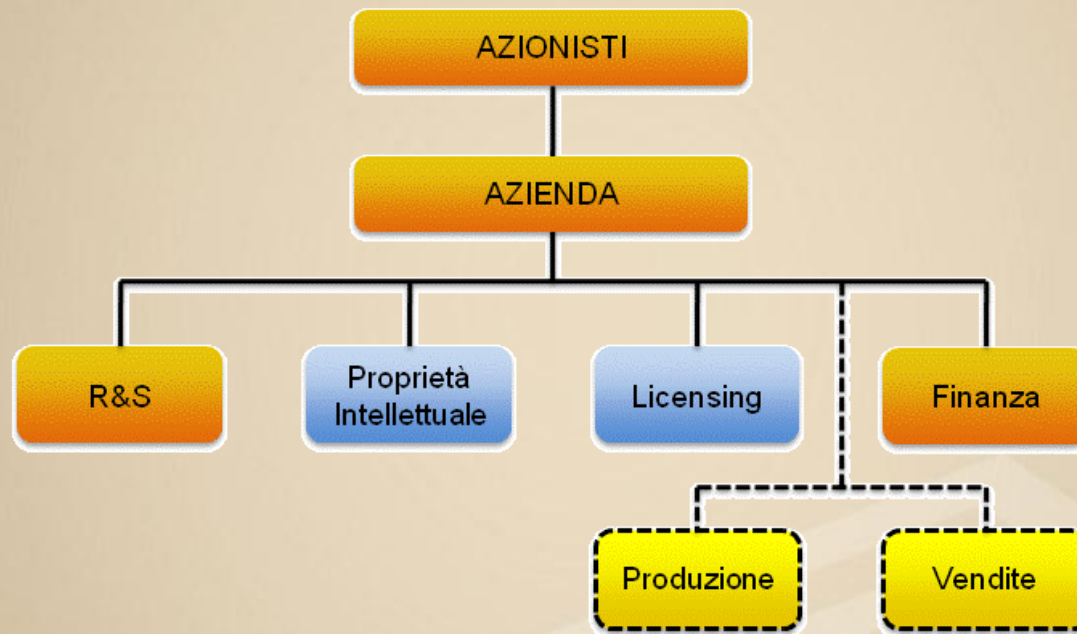 AZIONISTI
AZIENDA
R&S
Proprietà
Intellettuale
Licensing
Finanza
Produzione
Vendite